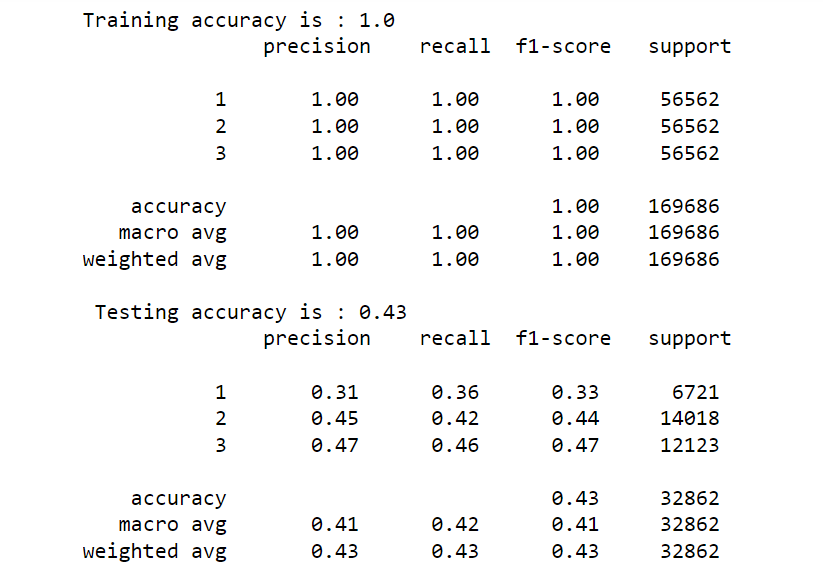 Training accuracy is : 1.0
precision recall f1-score support
1 1.00 1.00 1.00 56562
2 1.00 1.00 1.00 56562
3 1.00 1.00 1.00 56562
accuracy 1.00 169686
macro avg 1.00 1.00 1.00 169686
weighted avg 1.00 1.00 1.00 169686
Testing accuracy is : 0.43
precision recall f1-score support
1 0.31 0.36 0.33 6721
2 0.45 0.42 0.44 14018
3 0.47 0.46 0.47 12123
accuracy 0.43 32862
macro avg 0.41 0.42 0.41 32862
weighted avg 0.43 0.43 0.43 32862